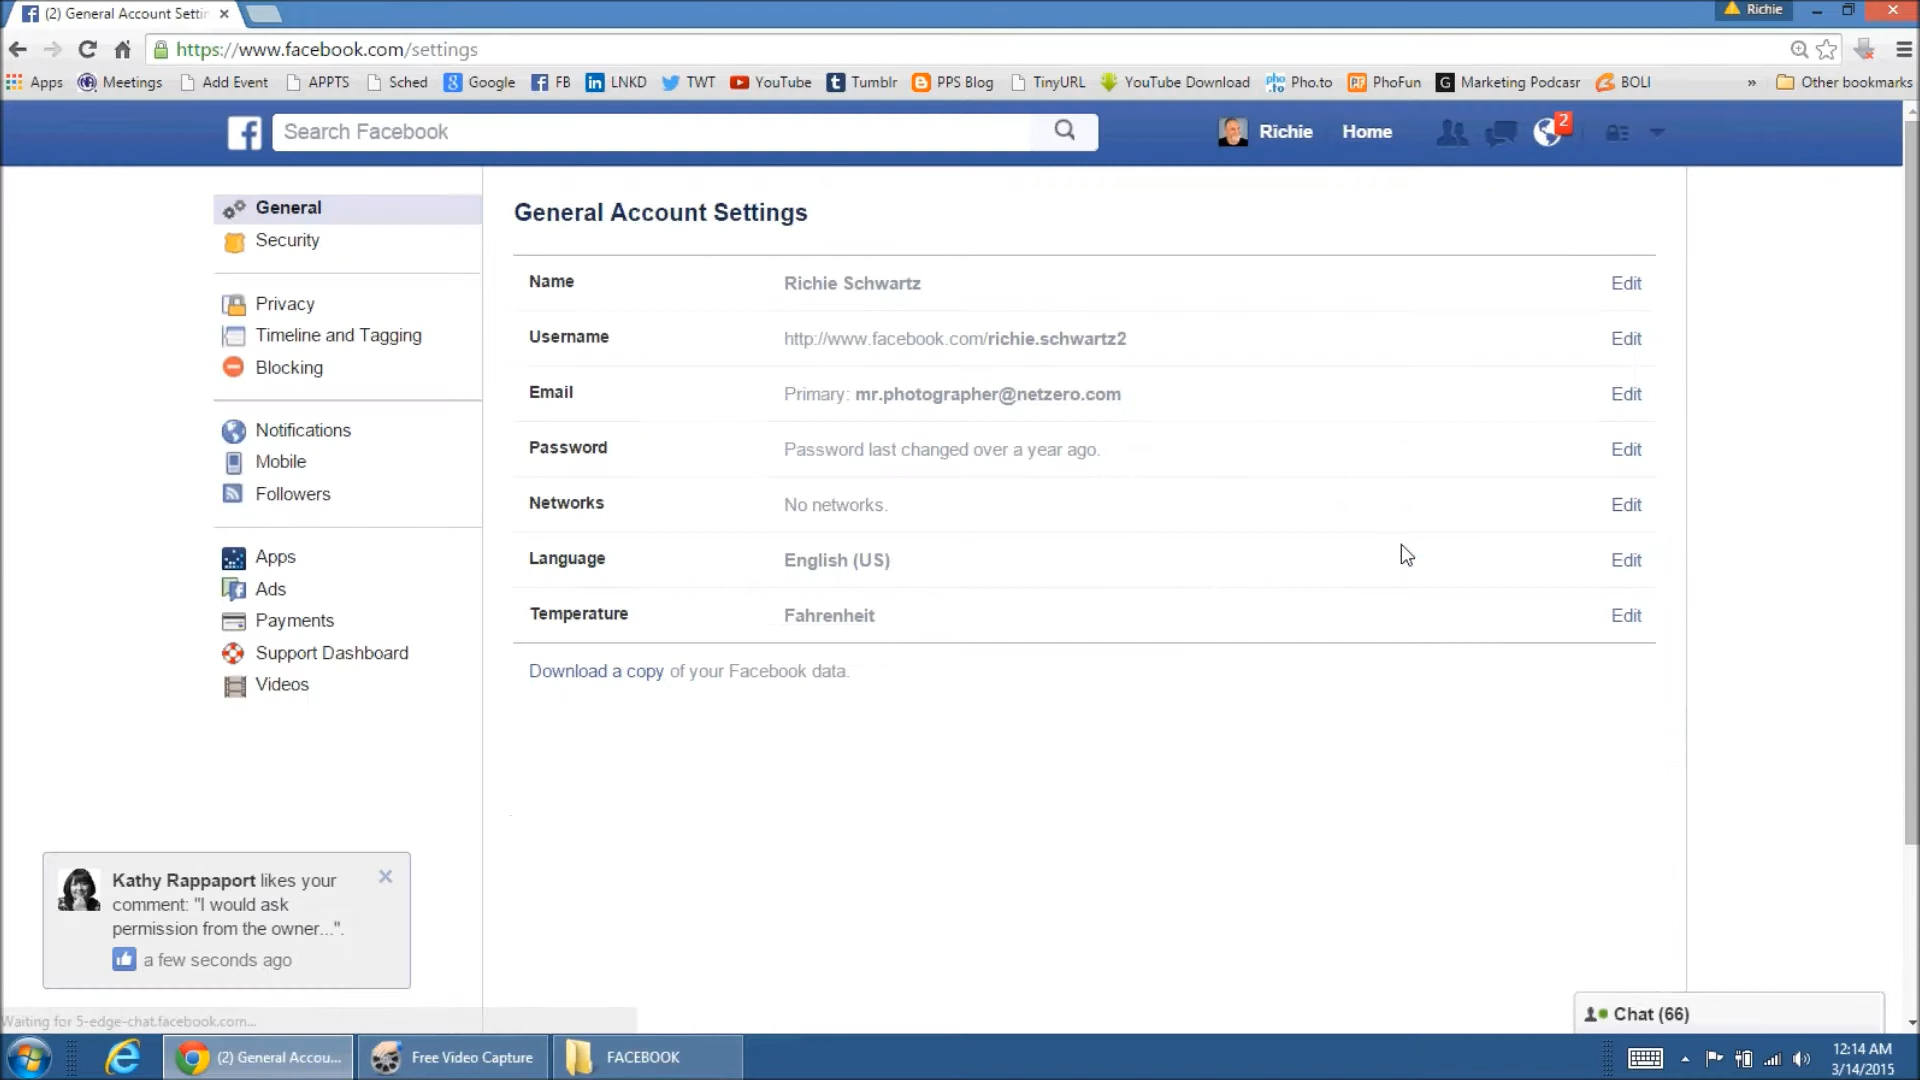 (2) General Account Settin
Richie
https://www.facebook.com/settings
Apps Meetings Add Event APPTS Sched Google FB LNKD TWT YouTube Tumblr PPS Blog TinyURL YouTube Download Pho.to PhoFun Marketing Podcasr BOLI » Other bookmarks
Search Facebook
Richie Home 2
General
Security
Privacy
Timeline and Tagging
Blocking
Notifications
Mobile
Followers
Apps
Ads
Payments
Support Dashboard
Videos
General Account Settings
Name Richie Schwartz Edit
Username http://www.facebook.com/richie.schwartz2 Edit
Email Primary: mr.photographer@netzero.com Edit
Password Password last changed over a year ago. Edit
Networks No networks. Edit
Language English (US) Edit
Temperature Fahrenheit Edit
Download a copy of your Facebook data.
Kathy Rappaport likes your
comment: "I would ask
permission from the owner...".
a few seconds ago
Chat (66)
Waiting for 5-edge-chat.facebook.com...
(2) General Accou... Free Video Capture FACEBOOK
12:14 AM
3/14/2015